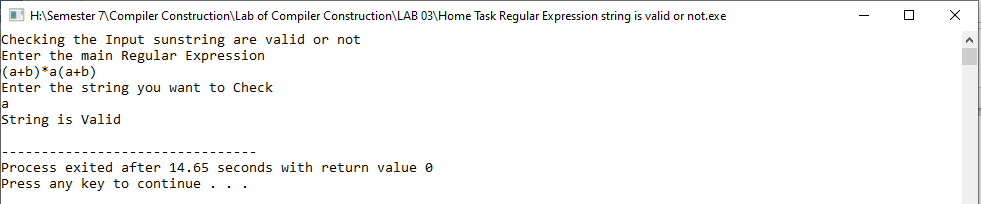 H:\Semester 7\Compiler Construction\Lab of Compiler Construction\LAB 03\Home Task Regular Expression string is valid or not.exe
Checking the Input sunstring are valid or not
Enter the main Regular Expression
(a+b)*a(a+b)
Enter the string you want to Check
a
String is Valid
--------------------------------
Process exited after 14.65 seconds with return value 0
Press any key to continue . . .